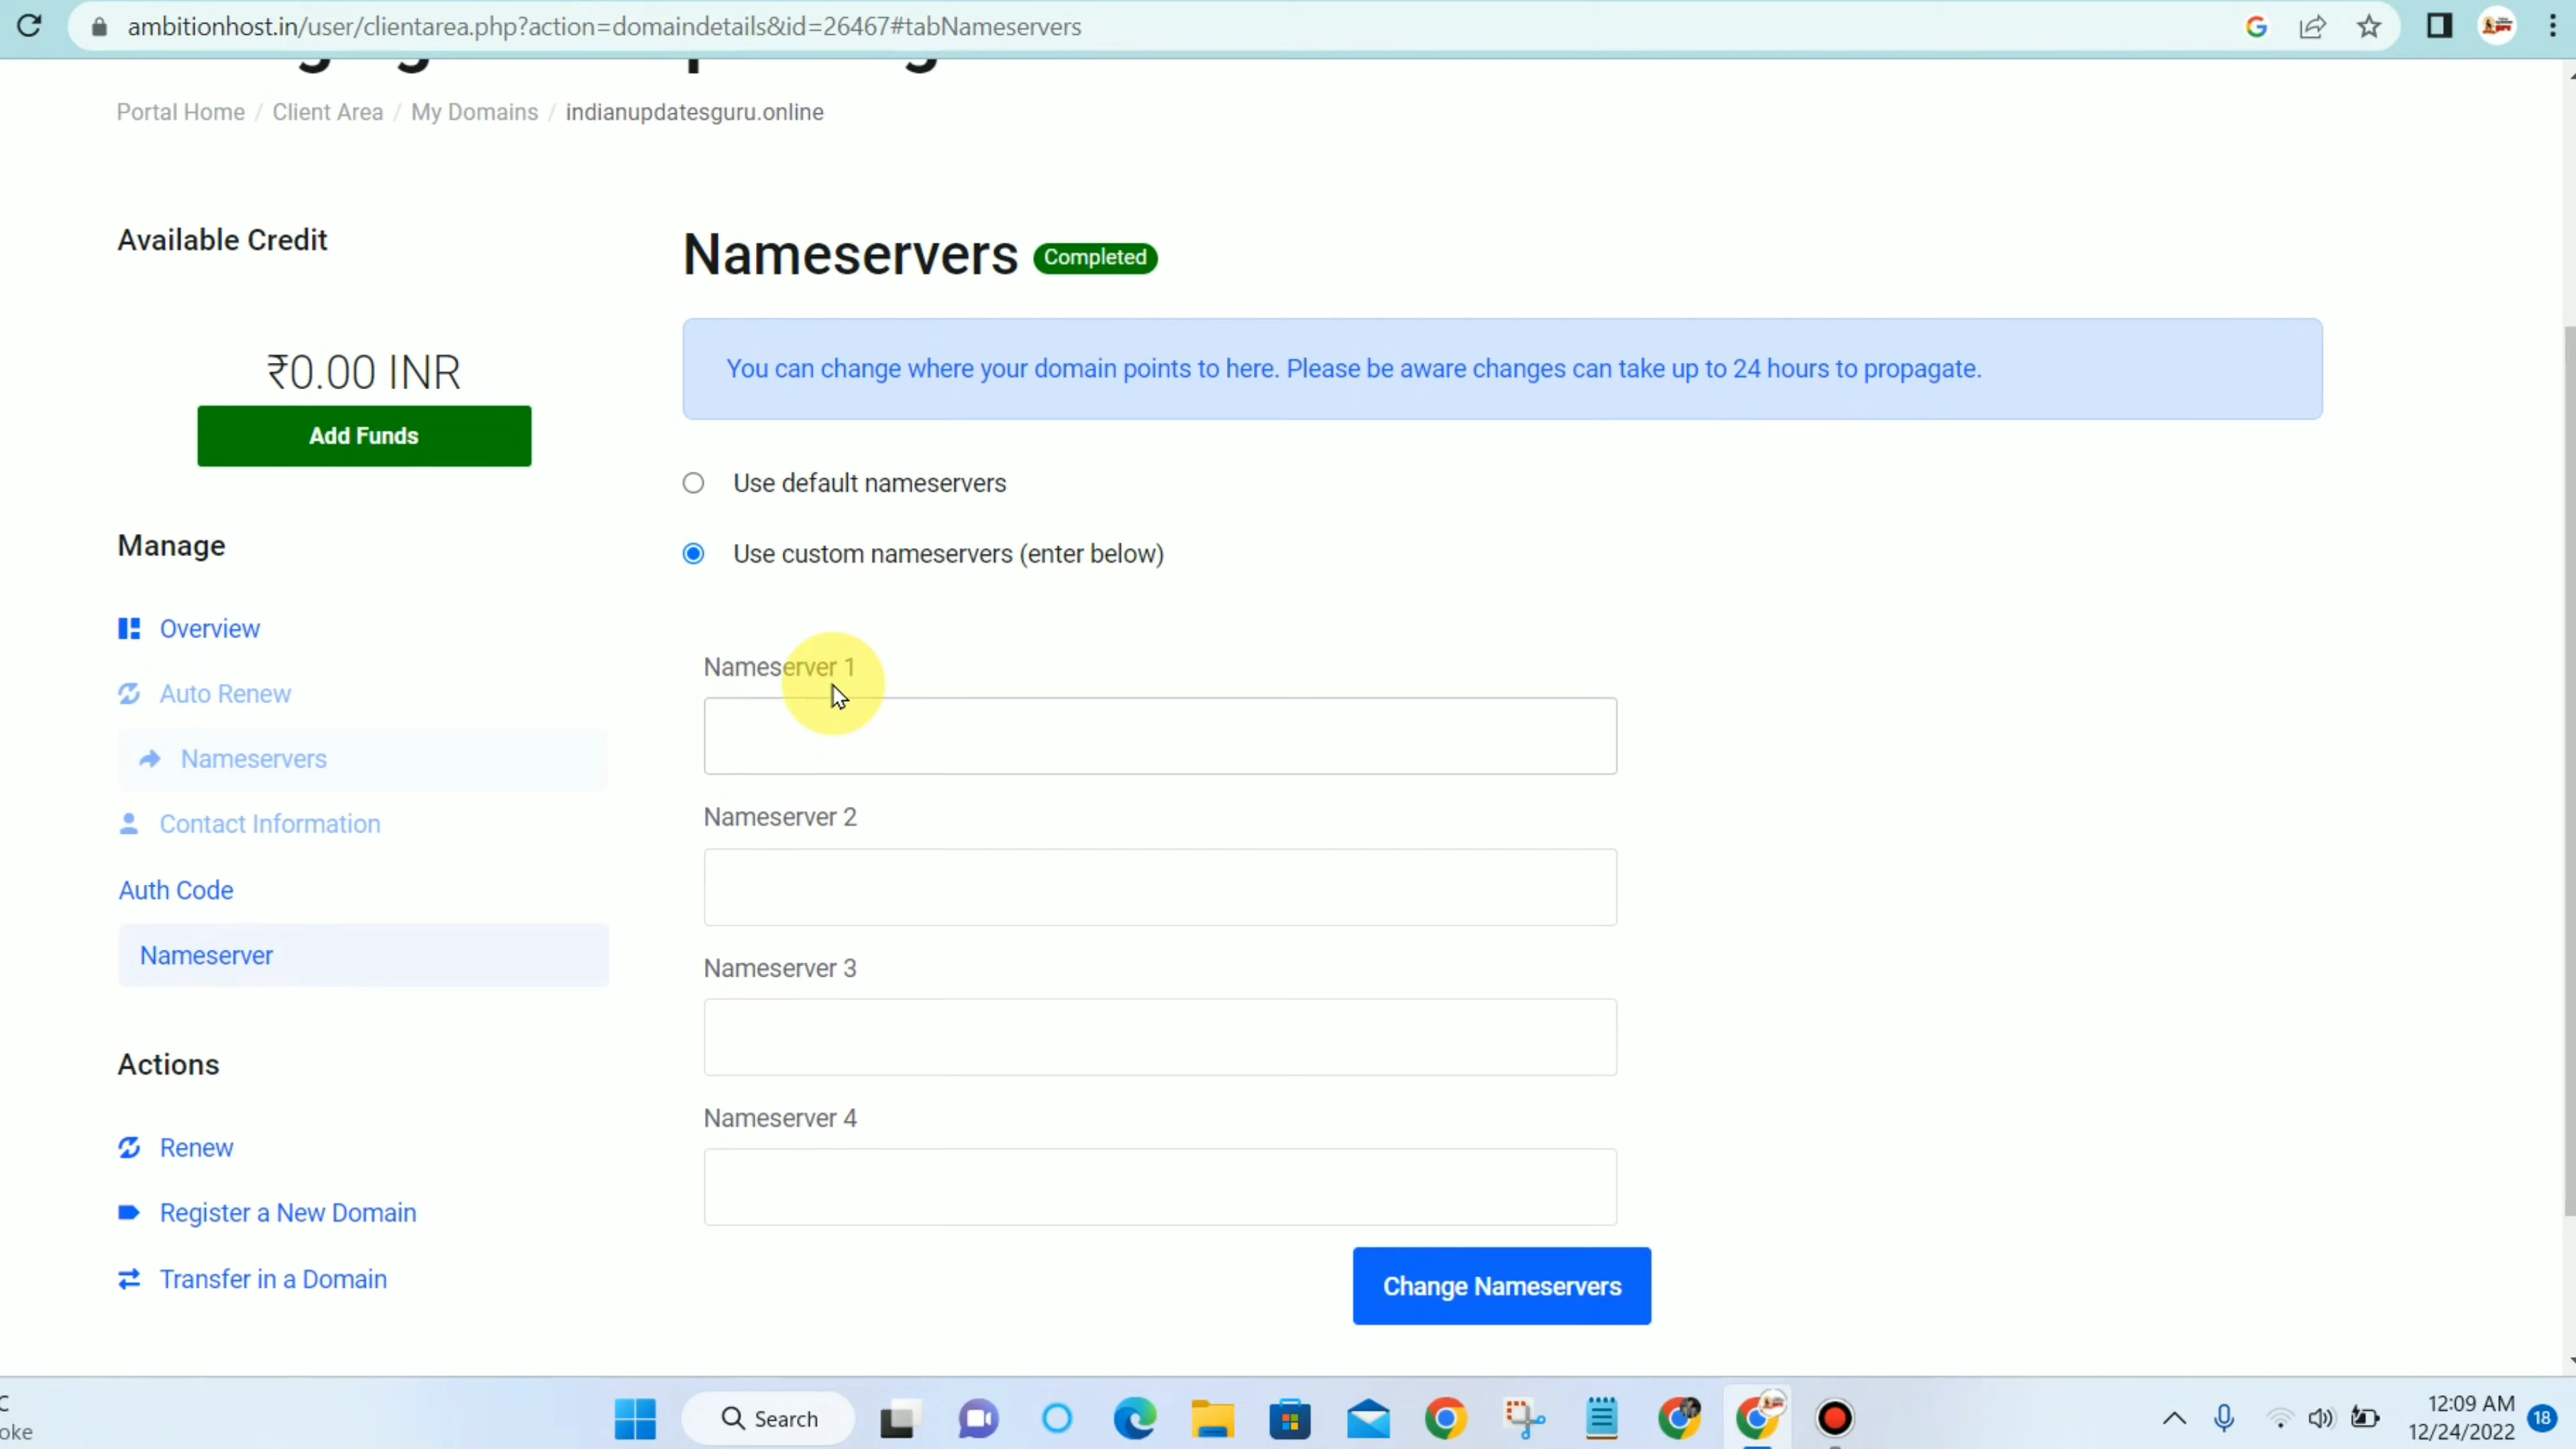 ambitionhost.in/user/clientarea.php?action=domaindetails&id=26467#tabNameservers
Portal Home / Client Area / My Domains / indianupdatesguru.online
Available Credit
₹0.00 INR
Add Funds
Manage
Overview
Auto Renew
Nameservers
Contact Information
Auth Code
Nameserver
Actions
Renew
Register a New Domain
Transfer in a Domain
Nameservers Completed
You can change where your domain points to here. Please be aware changes can take up to 24 hours to propagate.
Use default nameservers
Use custom nameservers (enter below)
Nameserver 1
Nameserver 2
Nameserver 3
Nameserver 4
Change Nameservers
C
oke
Search
12:09 AM
12/24/2022
18